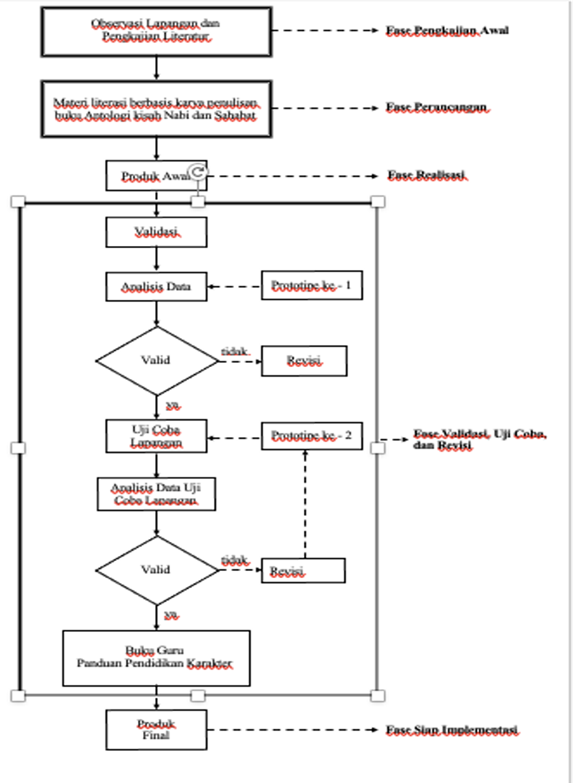 Observasi Lapangan dan
Pengkajian Literatur
Fase Pengkajian Awal
Materi literasi berbasis karya penulisan
buku Antologi kisah Nabi dan Sahabat
Fase Perancangan
Produk Awal
Fase Realisasi
Validasi
Analisis Data
Prototipe ke - 1
Valid
tidak
Revisi
ya
Uji Coba
Lapangan
Prototipe ke - 2
Fase Validasi, Uji Coba,
dan Revisi
Analisis Data Uji
Coba Lapangan
Valid
tidak
Revisi
ya
Buku Guru
Panduan Pendidikan Karakter
Produk
Final
Fase Siap Implementasi